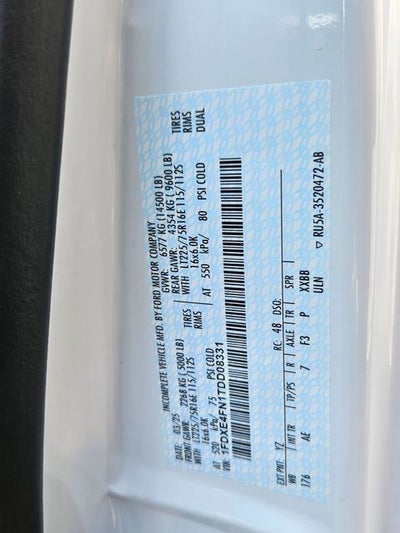 INCOMPLETE VEHICLE MFD. BY FORD MOTOR COMPANY
DATE: 03/25 GVWR: 6577 KG (14500 LB)
FRONT GAWR: 2268 KG (5000 LB) REAR GAWR: 4354 KG (9600 LB)
WITH LT225/75R16E 115/112S TIRES WITH LT225/75R16E 115/112S TIRES
16x6.0K RIMS 16x6.0K RIMS
AT 520 kPa/ 75 PSI COLD AT 550 kPa/ 80 PSI COLD DUAL
VIN: 1FDXE4FN1TDD08331
EXT PNT: YZ RC: 48 DSO:
WB INT TR TP/PS R AXLE TR SPR
176 AE 7 F3 P XXBB
ULN
▽ RU5A-3520472-AB